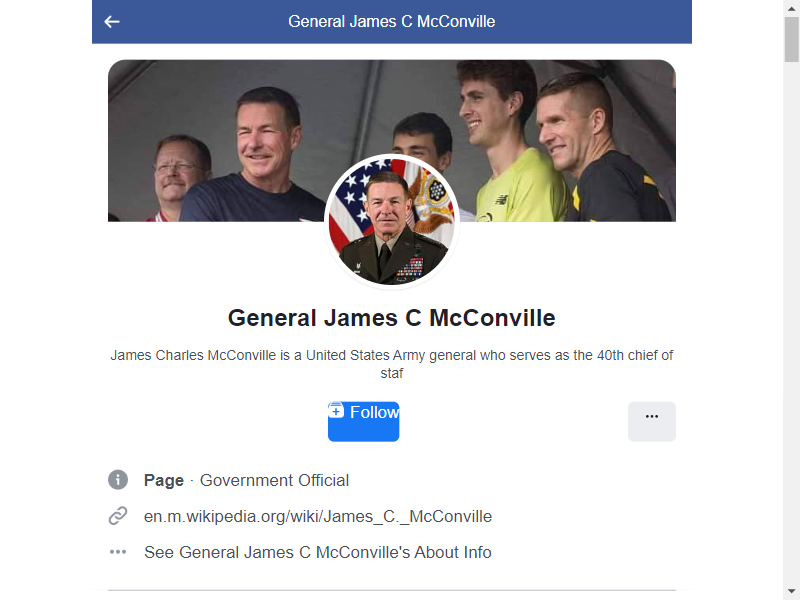 General James C McConville
General James C McConville
James Charles McConville is a United States Army general who serves as the 40th chief of
staf
Follow
Page · Government Official
en.m.wikipedia.org/wiki/James_C._McConville
See General James C McConville's About Info